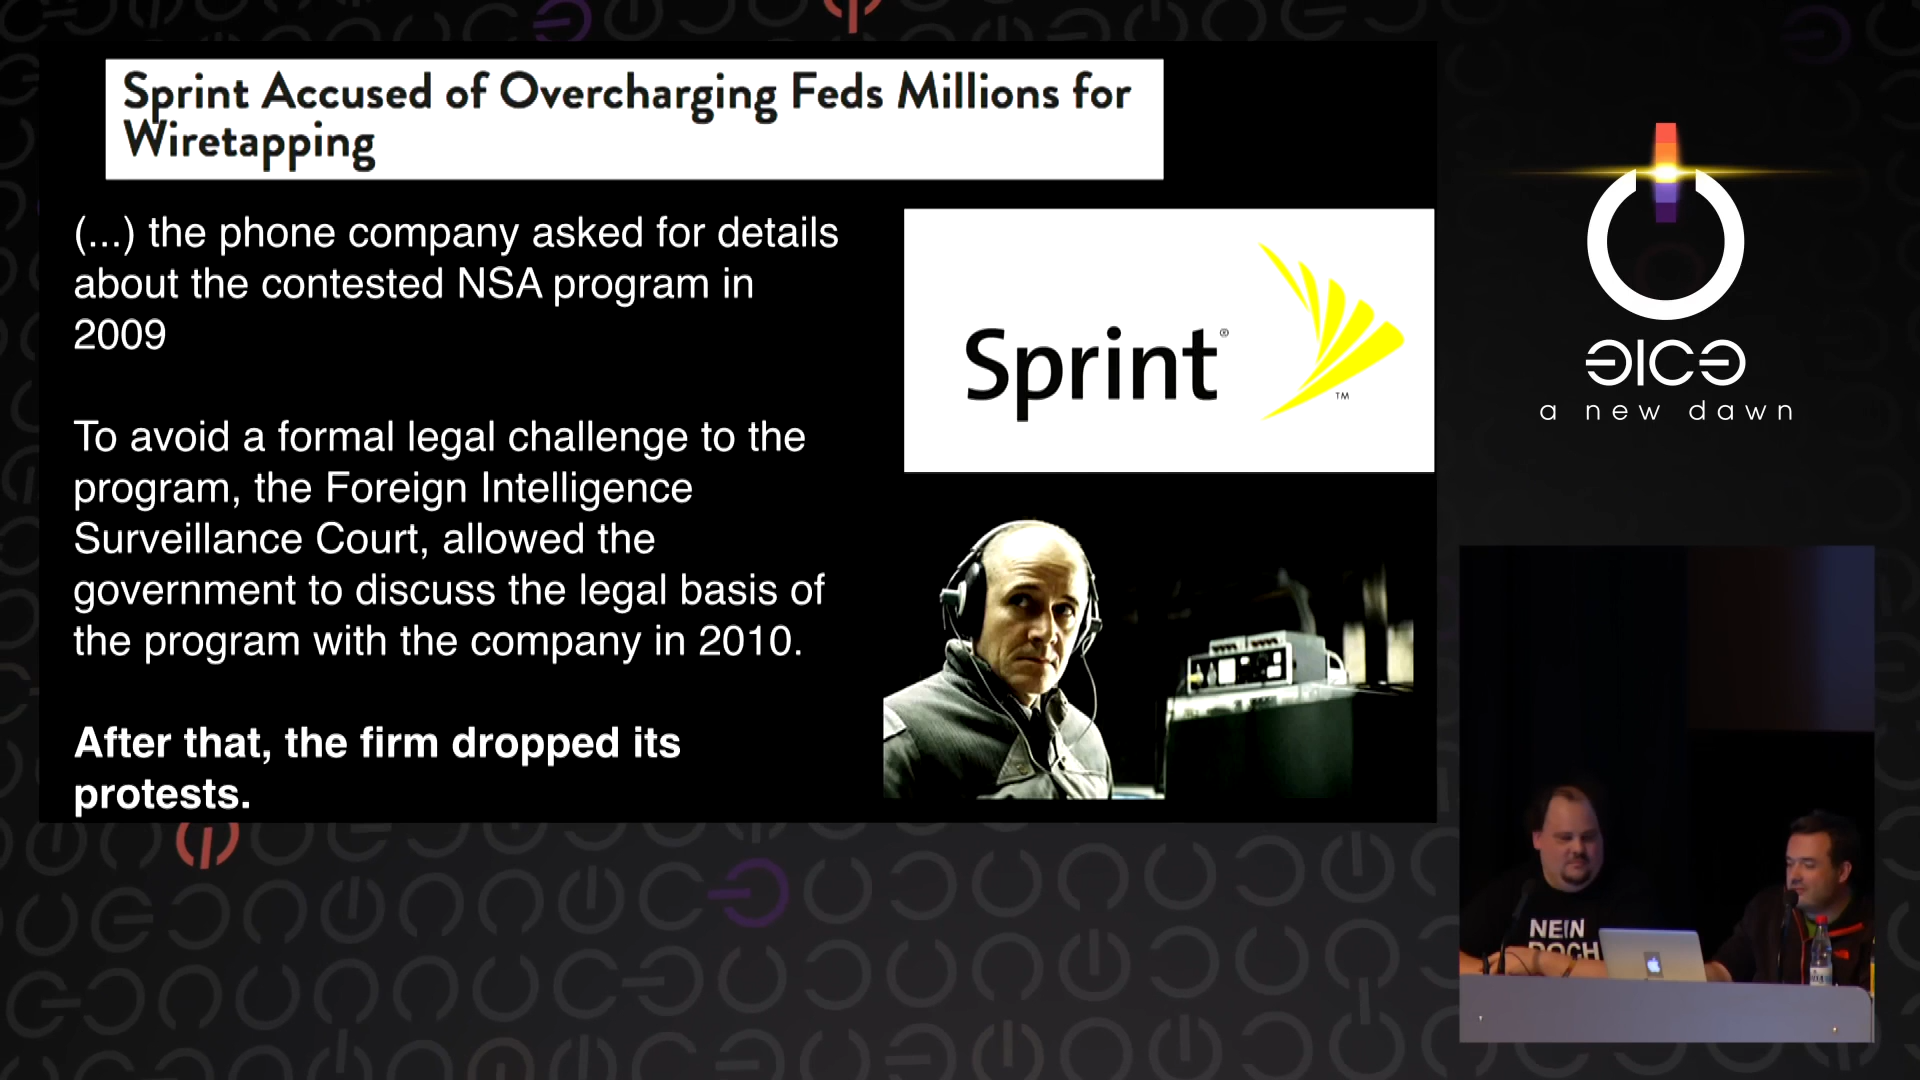 Sprint Accused of Overcharging Feds Millions for
Wiretapping
(...) the phone company asked for details
about the contested NSA program in
2009
To avoid a formal legal challenge to the
program, the Foreign Intelligence
Surveillance Court, allowed the
government to discuss the legal basis of
the program with the company in 2010.
After that, the firm dropped its
protests.
Sprint®
TM
31C3
a new dawn
NEIN
DOCH